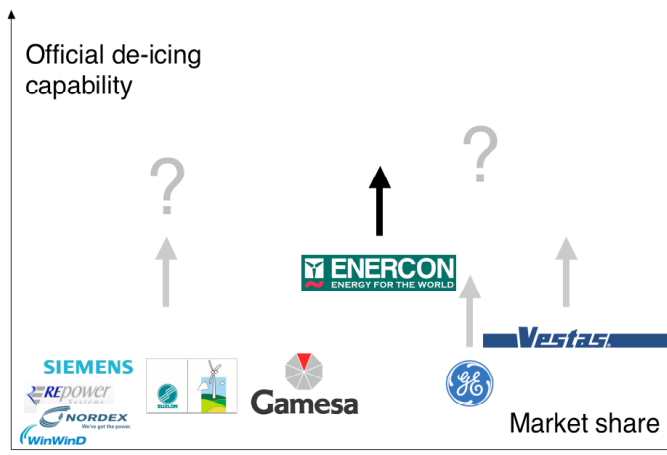 Official de-icing
capability
?
?
ENERCON
ENERGY FOR THE WORLD
Vestas
SIEMENS
REpower
Systems
SUZLON
Gamesa
GE
NORDEX
We've got the power.
WinWinD
Market share